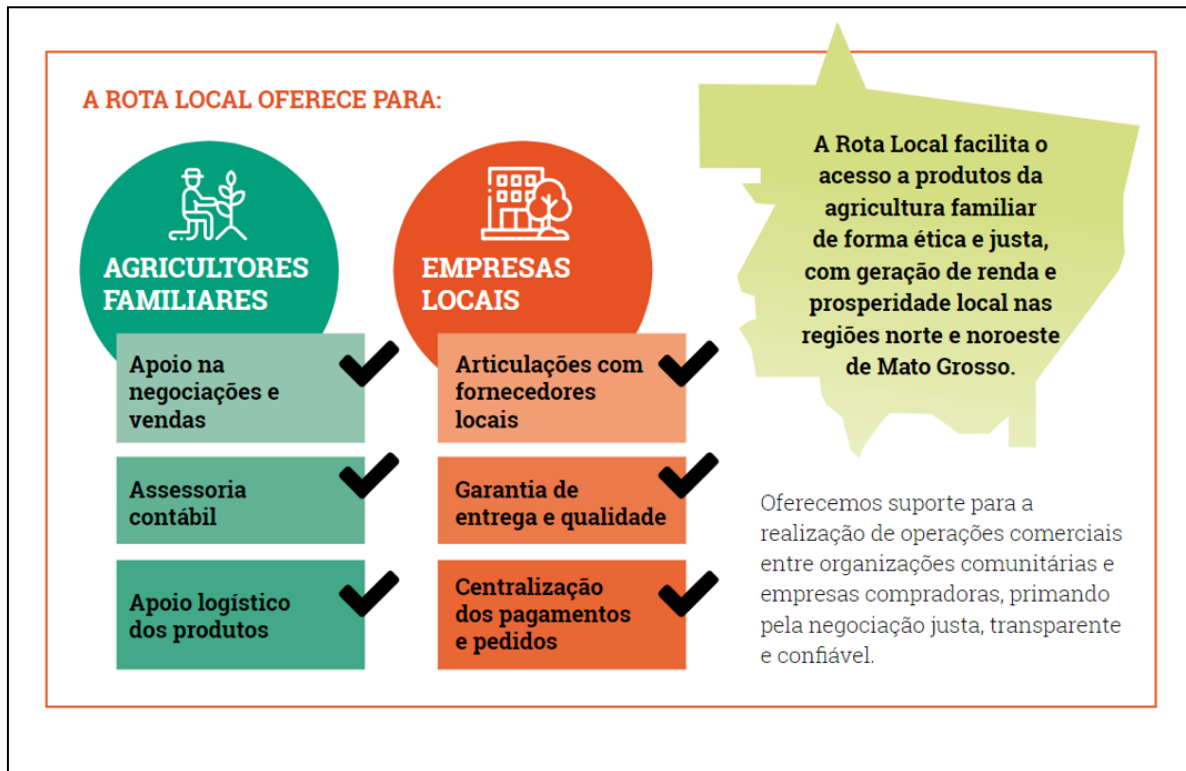 A ROTA LOCAL OFERECE PARA:
AGRICULTORES
FAMILIARES
Apoio na
negociações e
vendas
Assessoria
contábil
Apoio logístico
dos produtos
EMPRESAS
LOCAIS
Articulações com
fornecedores
locais
Garantia de
entrega e qualidade
Centralização
dos pagamentos
e pedidos
A Rota Local facilita o
acesso a produtos da
agricultura familiar
de forma ética e justa,
com geração de renda e
prosperidade local nas
regiões norte e noroeste
de Mato Grosso.
Oferecemos suporte para a
realização de operações comerciais
entre organizações comunitárias e
empresas compradoras, primando
pela negociação justa, transparente
e confiável.